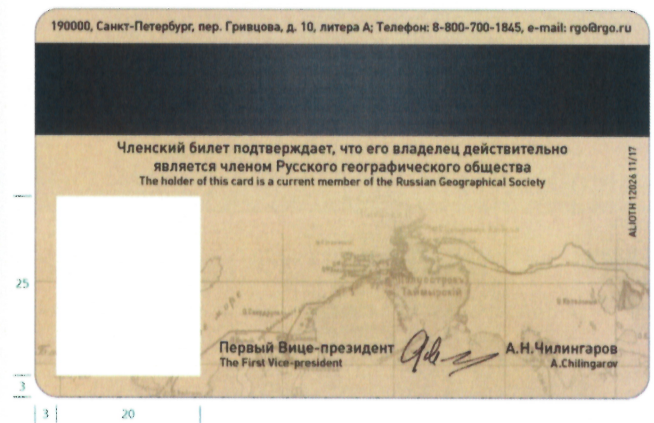 190000, Санкт-Петербург, пер. Гривцова, д. 10, литера А; Телефон: 8-800-700-1845, e-mail: rgo@rgo.ru
Членский билет подтверждает, что его владелец действительно
является членом Русского географического общества
The holder of this card is a current member of the Russian Geographical Society
ALIOTH 12026 11/17
25
Таймырскій
Первый Вице-президент
The First Vice-president
А.Н.Чилингаров
A.Chilingarov
3
3
20